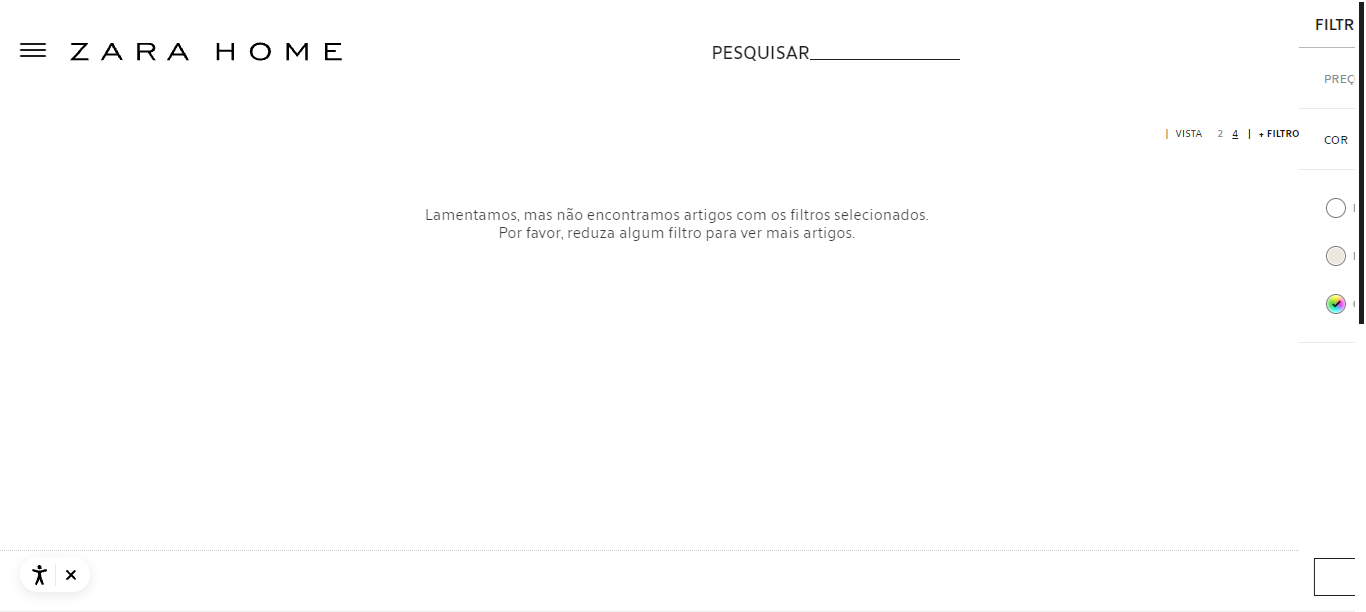 ZARA HOME
PESQUISAR
FILTR
PREÇ
| VISTA 2 4 | + FILTRO
COR
Lamentamos, mas não encontramos artigos com os filtros selecionados.
Por favor, reduza algum filtro para ver mais artigos.